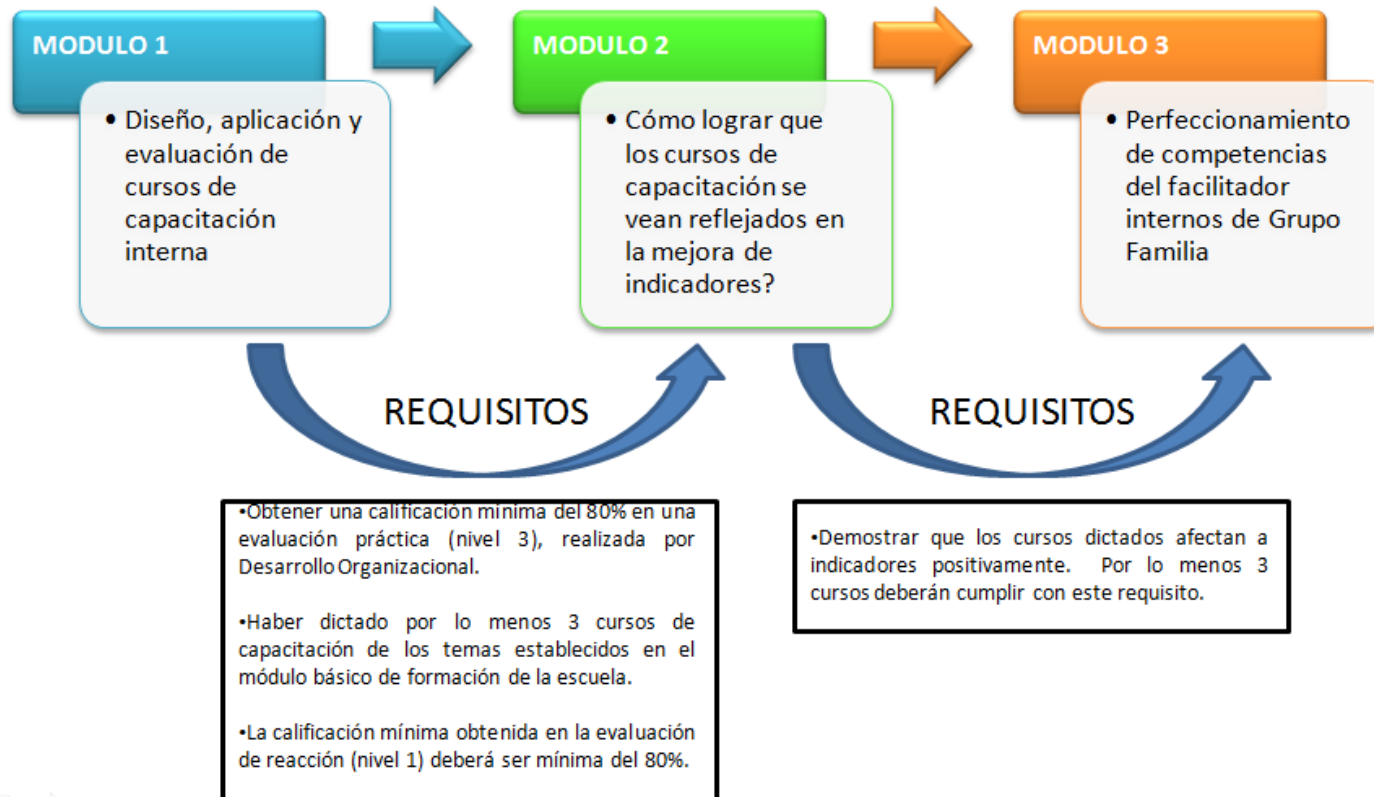 MODULO 1
• Diseño, aplicación y
evaluación de
cursos de
capacitación
interna
MODULO 2
• Cómo lograr que
los cursos de
capacitación se
vean reflejados en
la mejora de
indicadores?
MODULO 3
• Perfeccionamiento
de competencias
del facilitador
internos de Grupo
Familia
REQUISITOS
•Obtener una calificación mínima del 80% en una
evaluación práctica (nivel 3), realizada por
Desarrollo Organizacional.
•Haber dictado por lo menos 3 cursos de
capacitación de los temas establecidos en el
módulo básico de formación de la escuela.
•La calificación mínima obtenida en la evaluación
de reacción (nivel 1) deberá ser mínima del 80%.
REQUISITOS
•Demostrar que los cursos dictados afectan a
indicadores positivamente. Por lo menos 3
cursos deberán cumplir con este requisito.